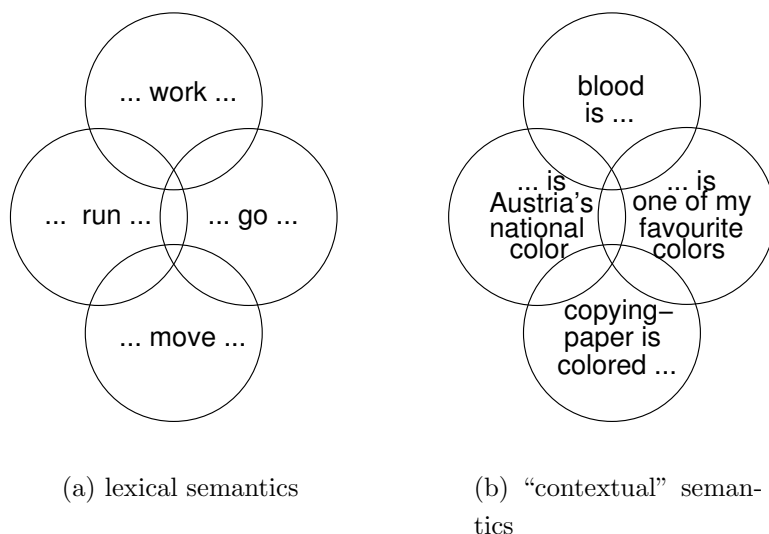 ... work ...
... run ...
... go ...
... move ...
(a) lexical semantics
blood
is ...
... is
Austria's
national
color
... is
one of my
favourite
colors
copying–
paper is
colored ...
(b) “contextual” seman-
tics